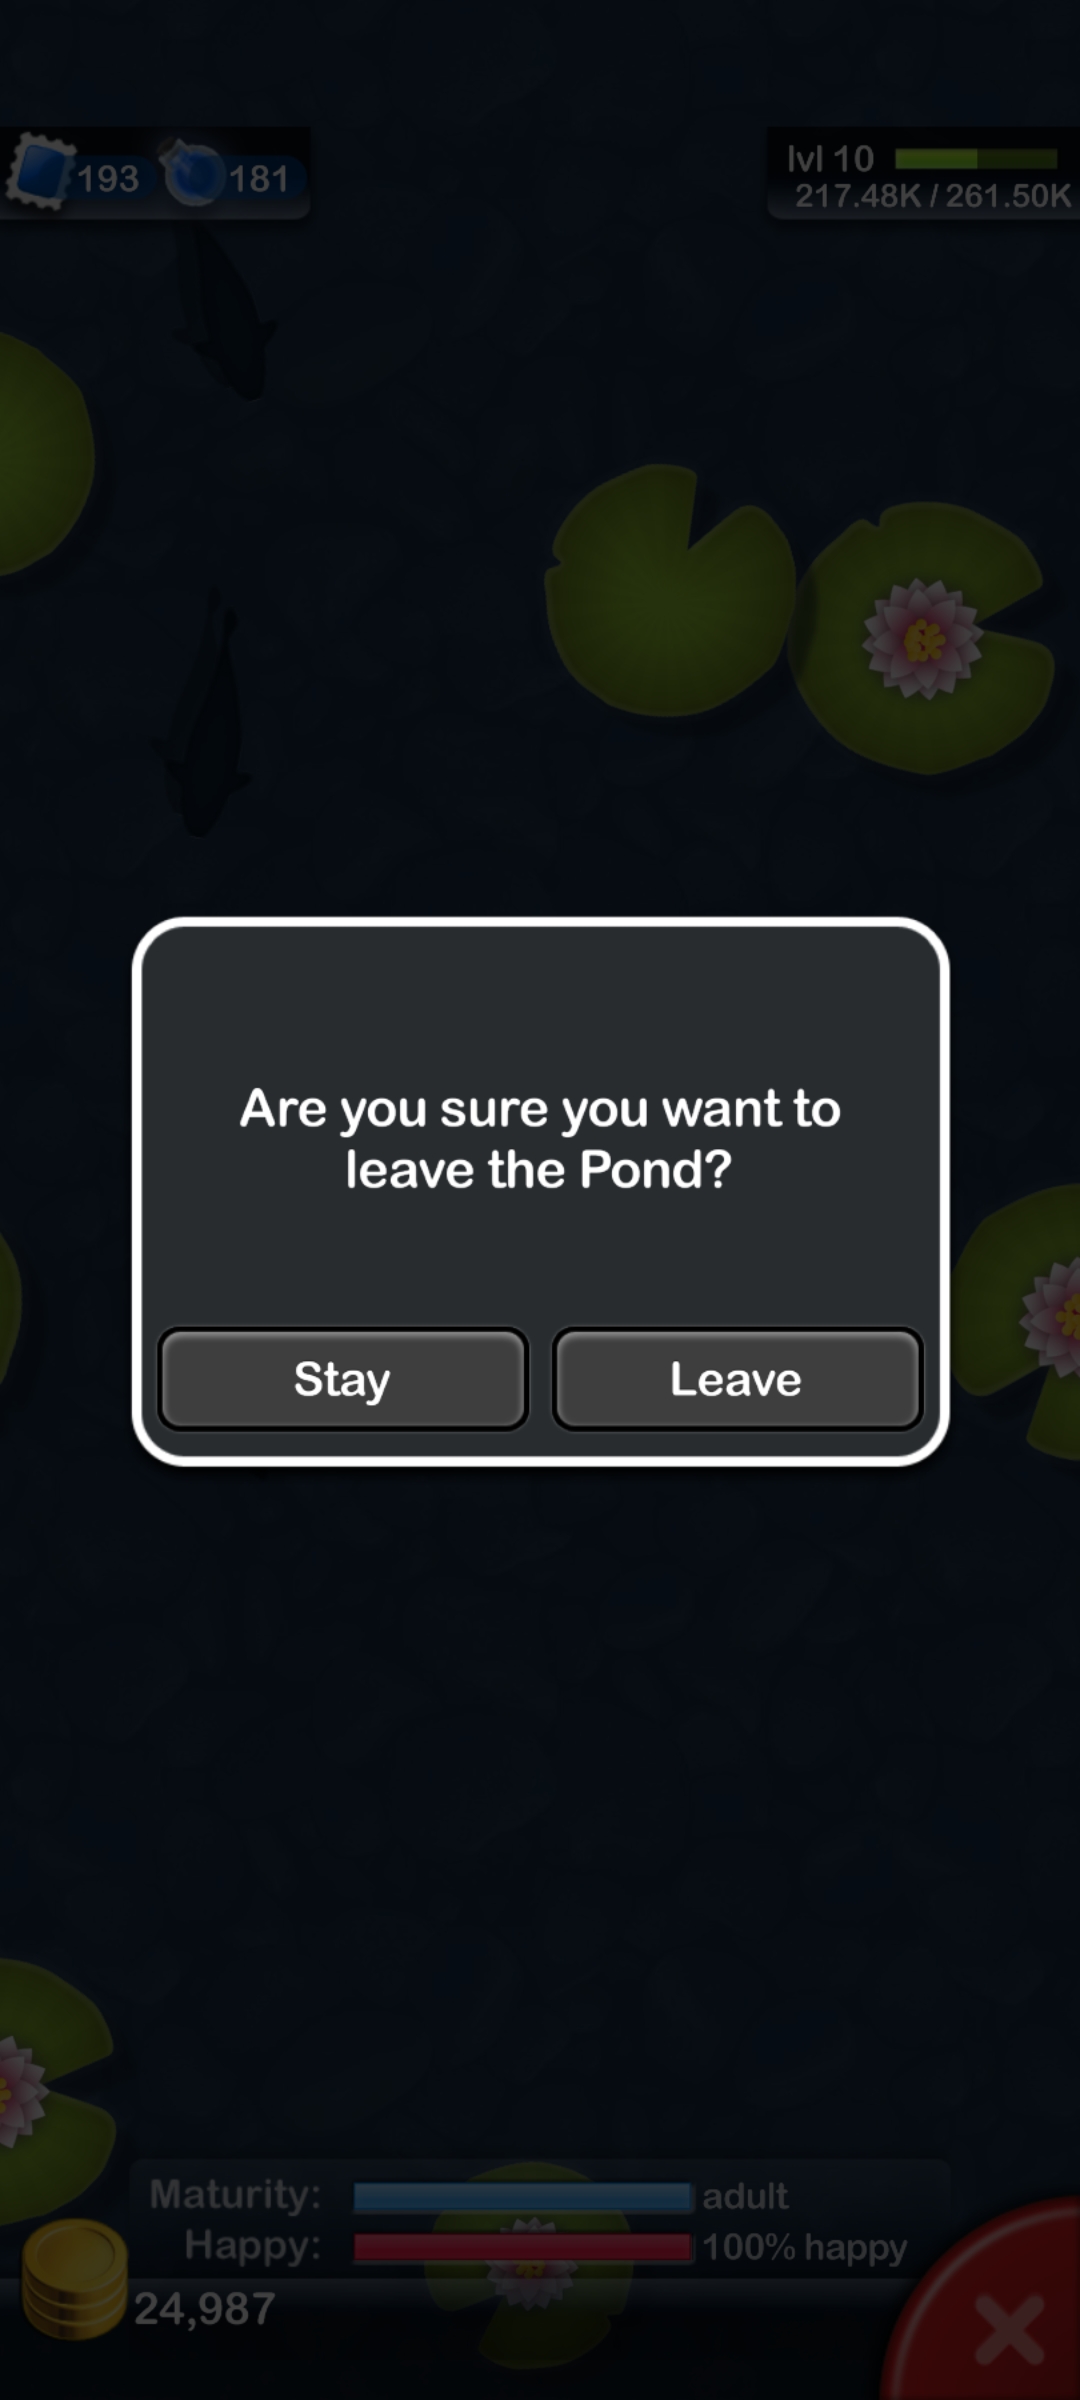 193 181
lvl 10
217.48K / 261.50K
Are you sure you want to
leave the Pond?
Stay Leave
Maturity: adult
Happy: 100% happy
24,987